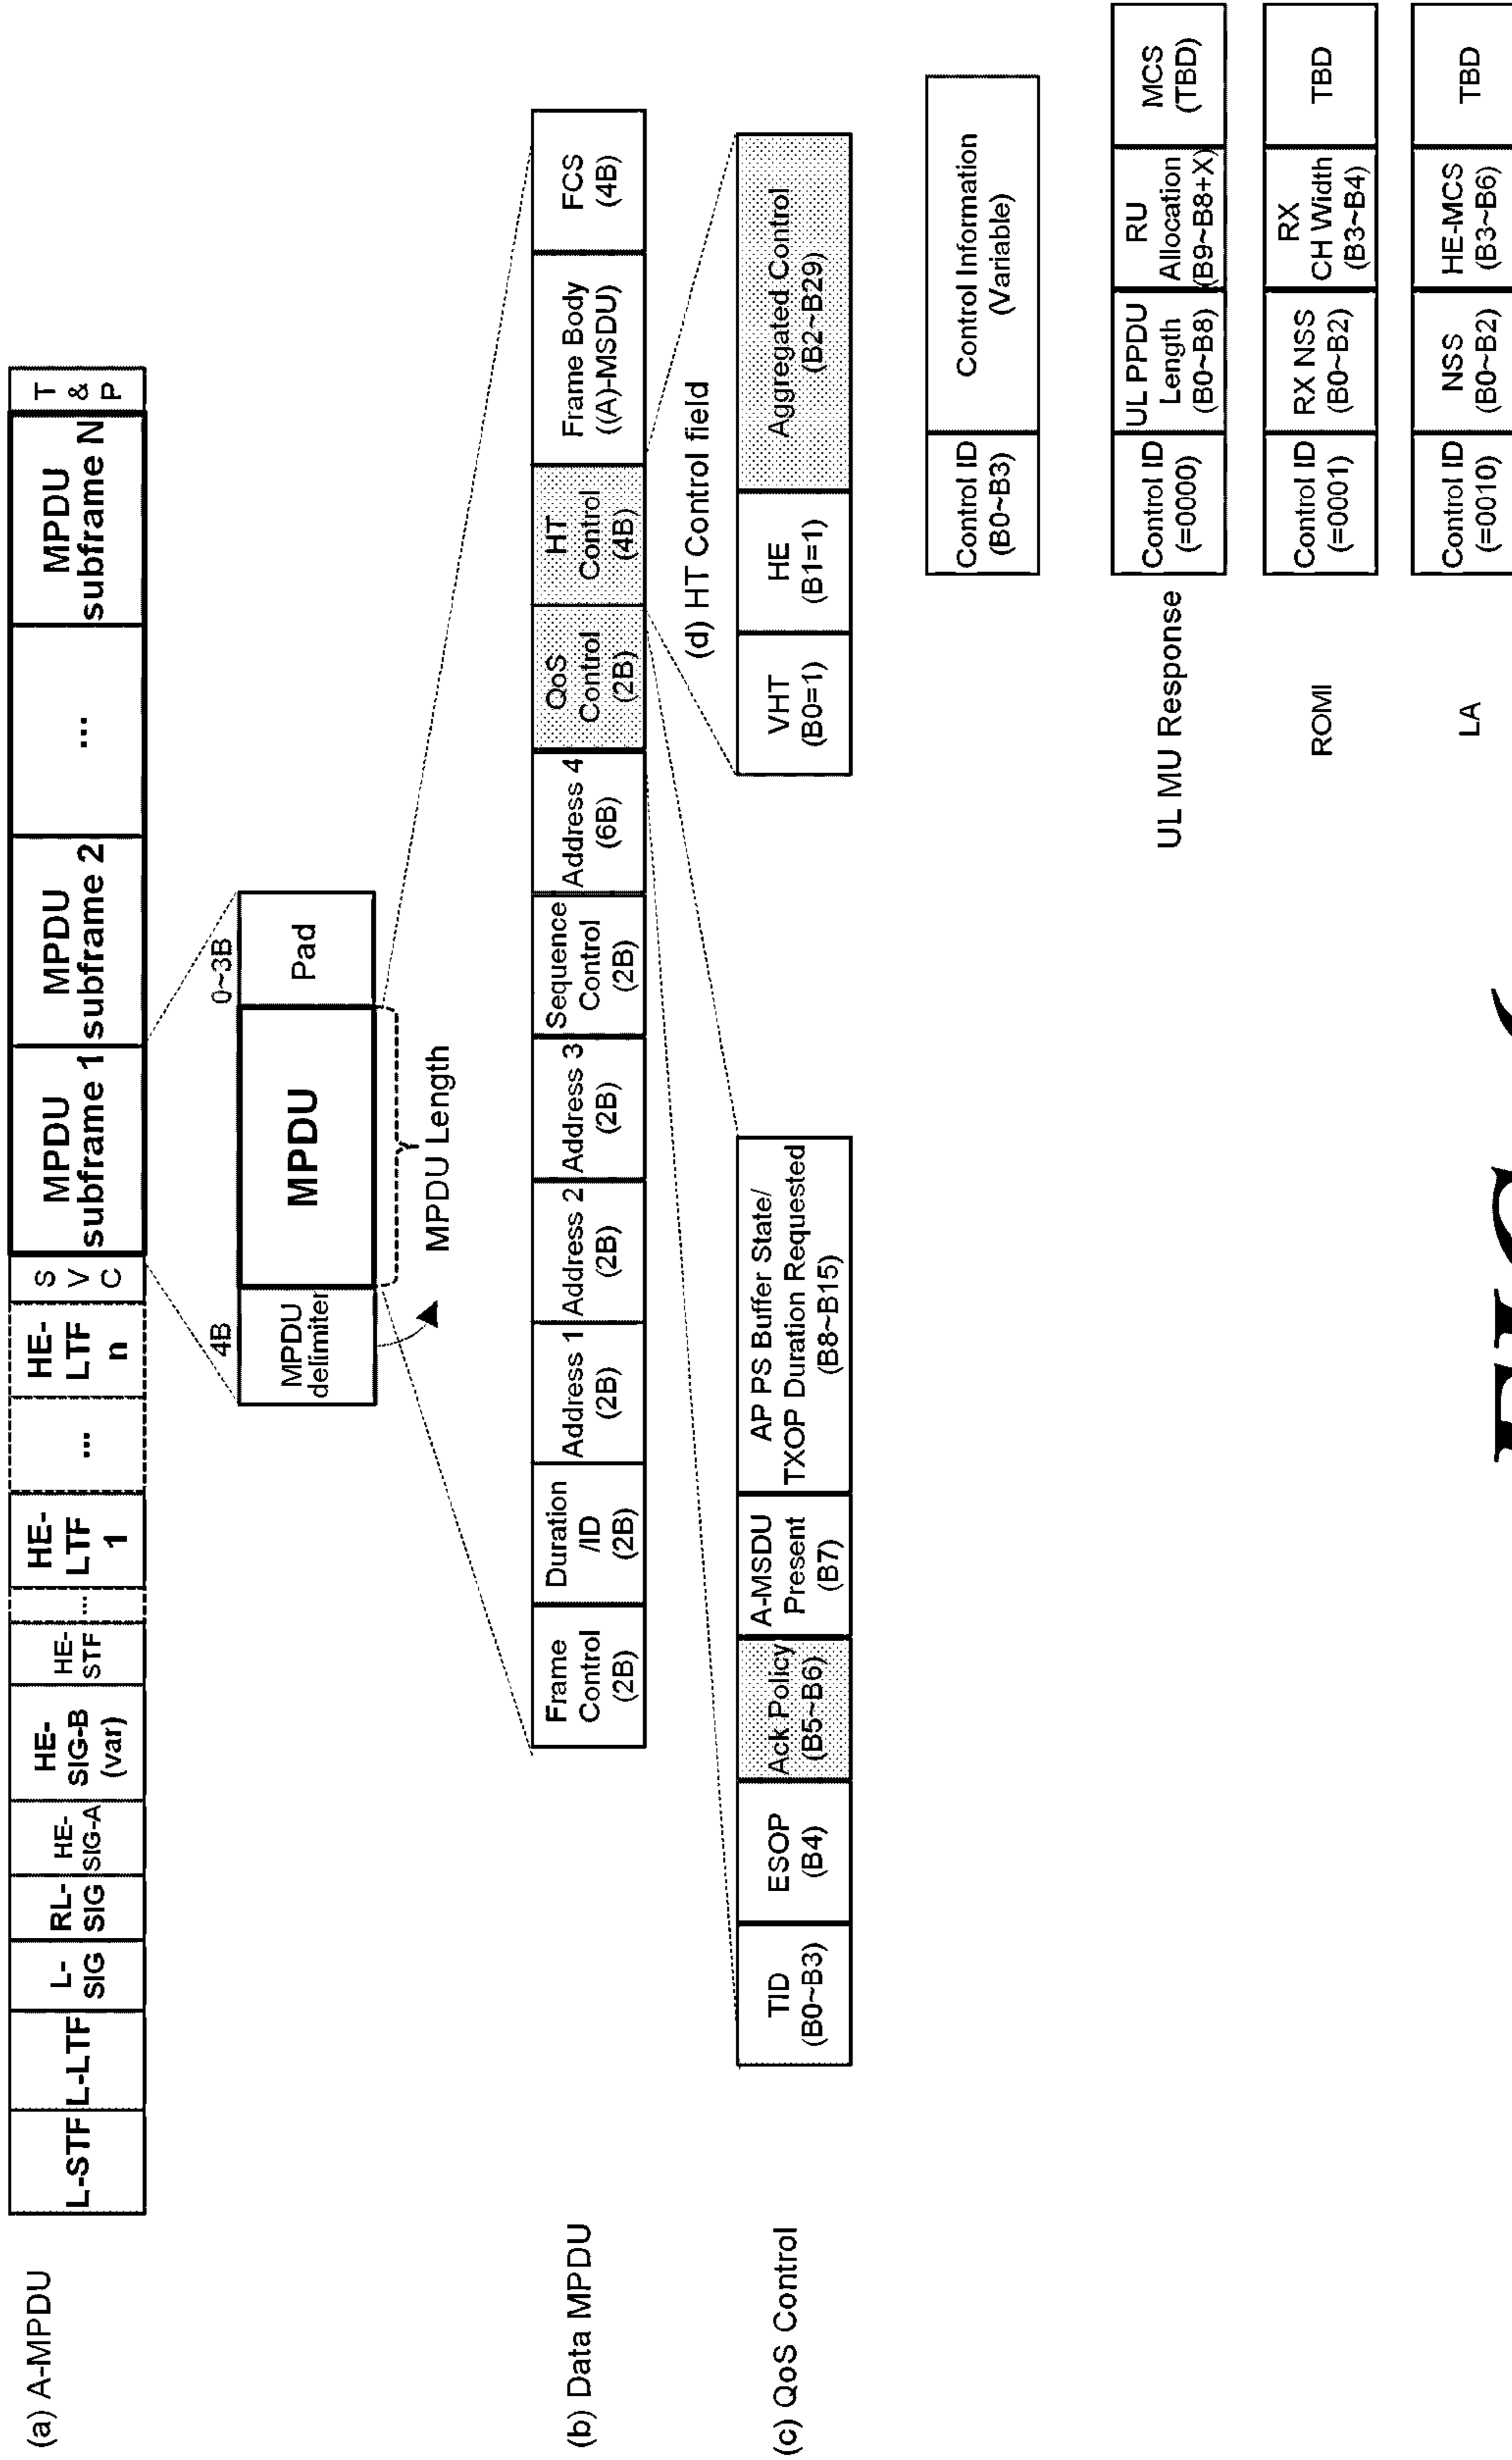 (a) A-MPDU
L-STF
L-LTF
L-
SIG
RL-
SIG
HE-
SIG-A
HE-
SIG-B
(var)
HE-
STF
...
HE-
LTF
1
...
HE-
LTF
n
S
V
C
MPDU
subframe 1
MPDU
subframe 2
...
MPDU
subframe N
T
&
P
4B
0~3B
MPDU
delimiter
MPDU
Pad
MPDU Length
(b) Data MPDU
Frame
Control
(2B)
Duration
/ID
(2B)
Address 1
(2B)
Address 2
(2B)
Address 3
(2B)
Sequence
Control
(2B)
Address 4
(6B)
QoS
Control
(2B)
HT
Control
(4B)
Frame Body
((A)-MSDU)
FCS
(4B)
(c) QoS Control
TID
(B0~B3)
ESOP
(B4)
Ack Policy
(B5~B6)
A-MSDU
Present
(B7)
AP PS Buffer State/
TXOP Duration Requested
(B8~B15)
(d) HT Control field
VHT
(B0=1)
HE
(B1=1)
Aggregated Control
(B2~B29)
Control ID
(B0~B3)
Control Information
(Variable)
UL MU Response
Control ID
(=0000)
UL PPDU
Length
(B0~B8)
RU
Allocation
(B9~B8+X)
MCS
(TBD)
ROMI
Control ID
(=0001)
RX NSS
(B0~B2)
RX
CH Width
(B3~B4)
TBD
LA
Control ID
(=0010)
NSS
(B0~B2)
HE-MCS
(B3~B6)
TBD